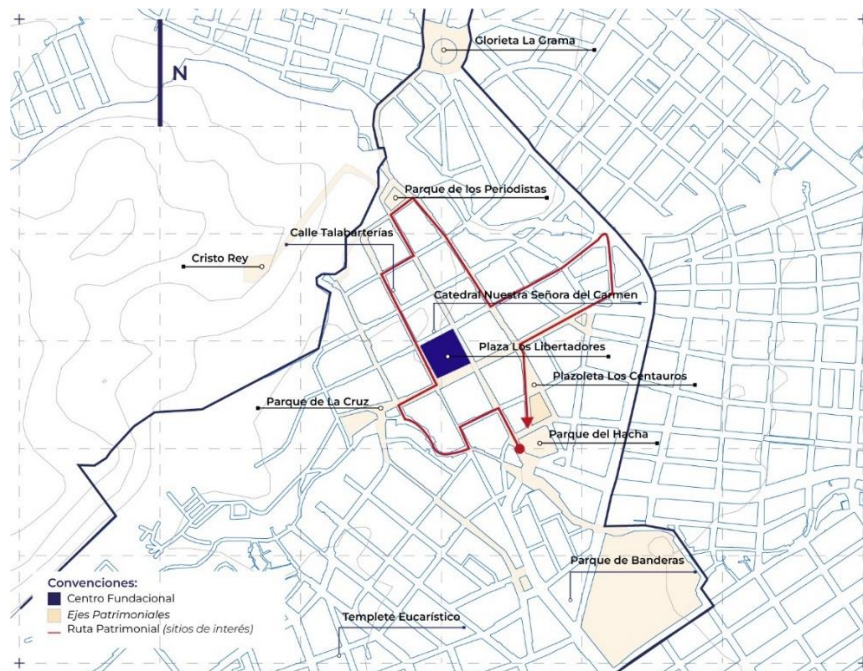 Glorieta La Grama
N
Parque de los Periodistas
Calle Talabarterías
Cristo Rey
Catedral Nuestra Señora del Carmen
Plaza Los Libertadores
Plazoleta Los Centauros
Parque de La Cruz
Parque del Hacha
Parque de Banderas
Convenciones:
Centro Fundacional
Ejes Patrimoniales
Ruta Patrimonial (sitios de interés)
Templete Eucarístico